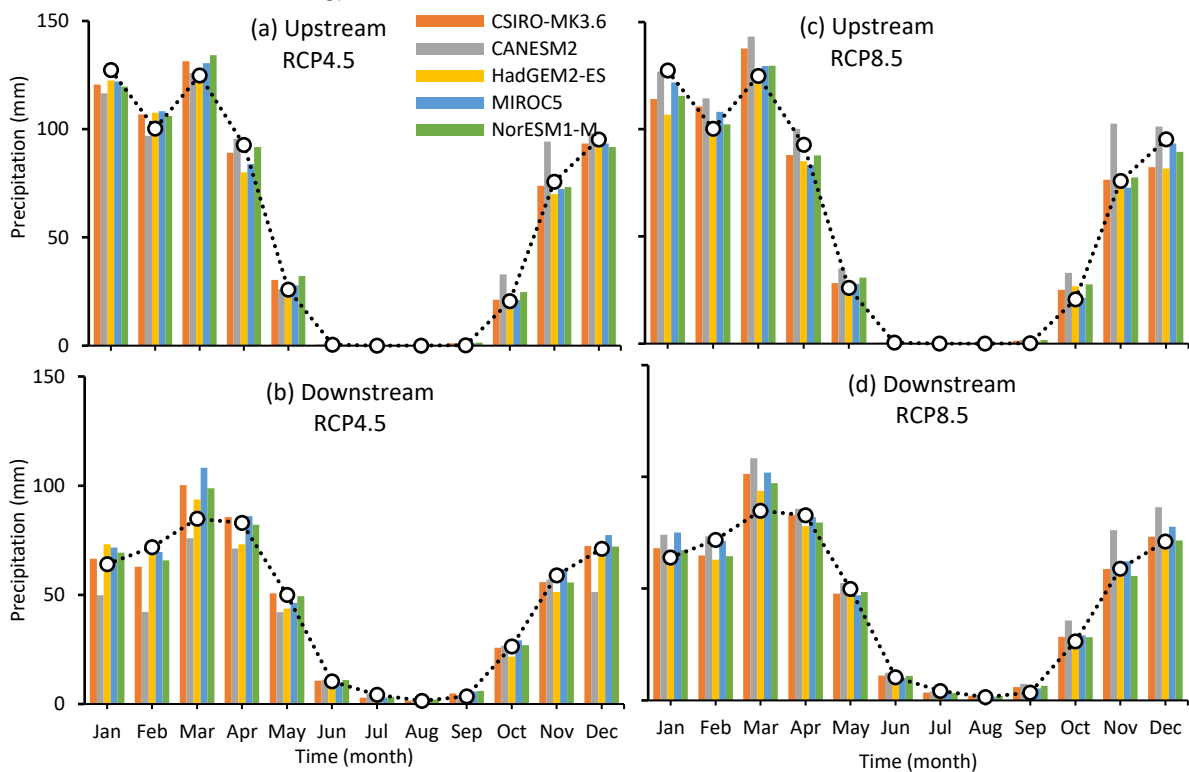 (a) Upstream
RCP4.5
CSIRO-MK3.6
CANESM2
HadGEM2-ES
MIROC5
NorESM1-M
(c) Upstream
RCP8.5
Precipitation (mm)
150
100
50
0
(b) Downstream
RCP4.5
(d) Downstream
RCP8.5
Precipitation (mm)
150
100
50
0
Jan Feb Mar Apr May Jun Jul Aug Sep Oct Nov Dec
Time (month)
Jan Feb Mar Apr May Jun Jul Aug Sep Oct Nov Dec
Time (month)